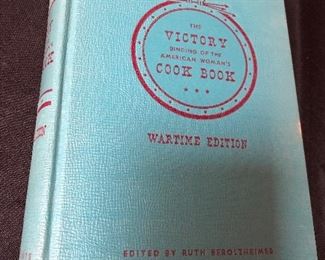 THE
VICTORY
BINDING OF THE
AMERICAN WOMAN'S
COOK BOOK
WARTIME EDITION
EDITED BY RUTH BEROLZHEIMER